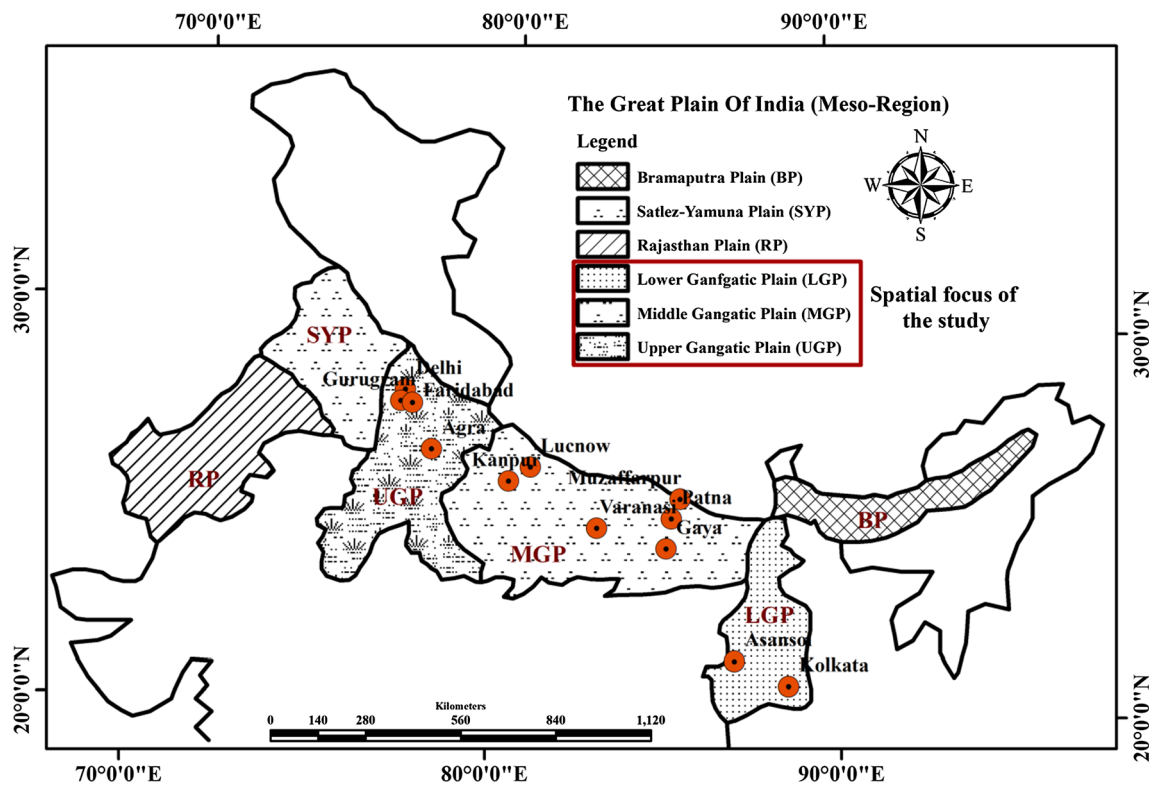 70°0'0"E 80°0'0"E 90°0'0"E
The Great Plain Of India (Meso-Region)
Legend
Bramaputra Plain (BP)
Satlez-Yamuna Plain (SYP)
Rajasthan Plain (RP)
Lower Ganfgatic Plain (LGP)
Middle Gangatic Plain (MGP)
Upper Gangatic Plain (UGP)
Spatial focus of
the study
N
W E
S
30°0'0"N
30°0'0"N
SYP
Delhi
Gurugram
Faridabad
Agra
Lucnow
Kanpur
Muzaffarpur
RP
UGP
Patna
Varanasi
BP
Gaya
MGP
LGP
Asansol
Kolkata
20°0'0"N
20°0'0"N
Kilometers
0 140 280 560 840 1,120
70°0'0"E 80°0'0"E 90°0'0"E